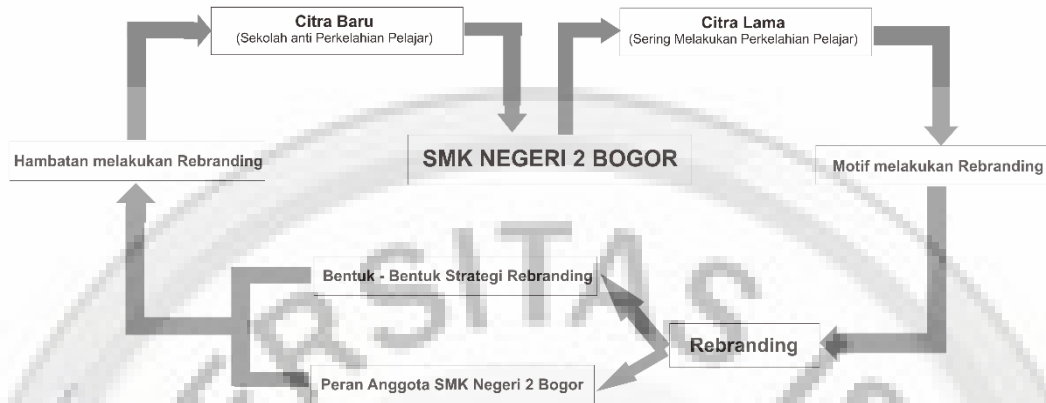 Citra Baru
(Sekolah anti Perkelahian Pelajar)
Citra Lama
(Sering Melakukan Perkelahian Pelajar)
Hambatan melakukan Rebranding
SMK NEGERI 2 BOGOR
Motif melakukan Rebranding
Bentuk - Bentuk Strategi Rebranding
Rebranding
Peran Anggota SMK Negeri 2 Bogor
ERSITAS